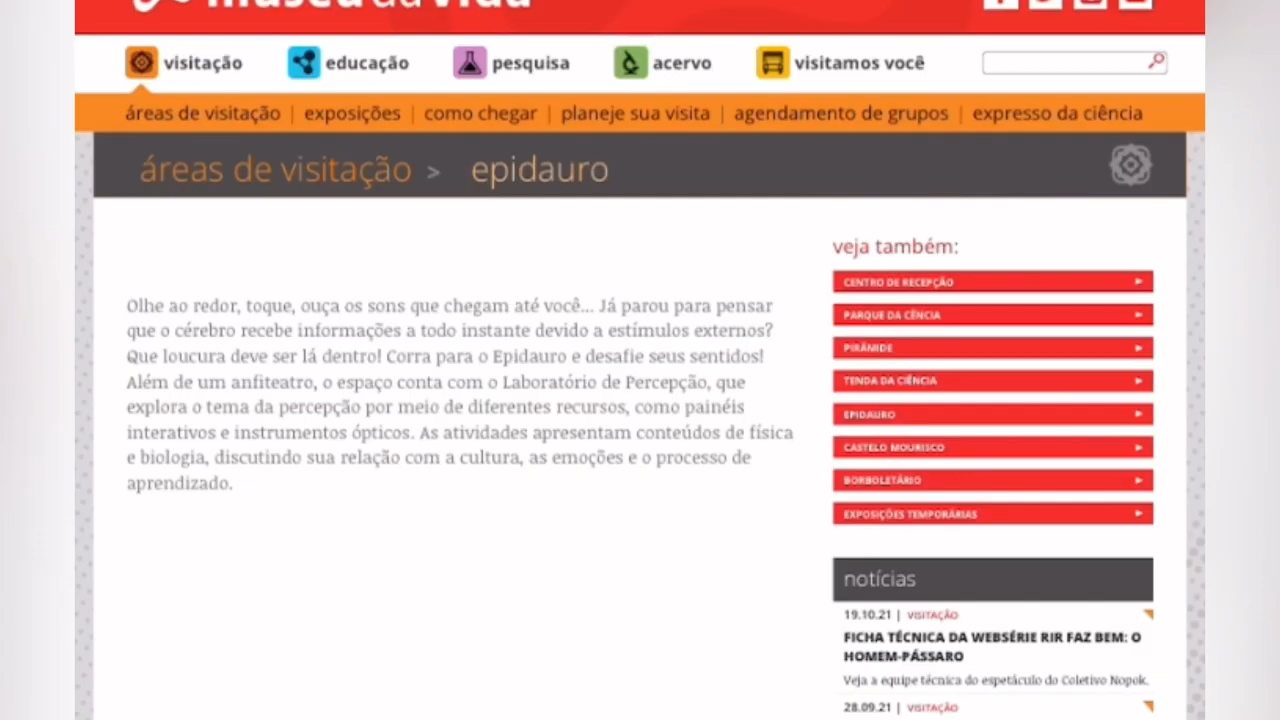 museu da vida
visitação educação pesquisa acervo visitamos você
áreas de visitação | exposições | como chegar | planeje sua visita | agendamento de grupos | expresso da ciência
áreas de visitação > epidauro
Olhe ao redor, toque, ouça os sons que chegam até você... Já parou para pensar
que o cérebro recebe informações a todo instante devido a estímulos externos?
Que loucura deve ser lá dentro! Corra para o Epidauro e desafie seus sentidos!
Além de um anfiteatro, o espaço conta com o Laboratório de Percepção, que
explora o tema da percepção por meio de diferentes recursos, como painéis
interativos e instrumentos ópticos. As atividades apresentam conteúdos de física
e biologia, discutindo sua relação com a cultura, as emoções e o processo de
aprendizado.
veja também:
CENTRO DE RECEPÇÃO
PARQUE DA CIÊNCIA
PIRÂMIDE
TENDA DA CIÊNCIA
EPIDAURO
CASTELO MOURISCO
BORBOLETÁRIO
EXPOSIÇÕES TEMPORÁRIAS
notícias
19.10.21 | VISITAÇÃO
FICHA TÉCNICA DA WEBSÉRIE RIR FAZ BEM: O
HOMEM-PÁSSARO
Veja a equipe técnica do espetáculo do Coletivo Nopok.
28.09.21 | VISITAÇÃO